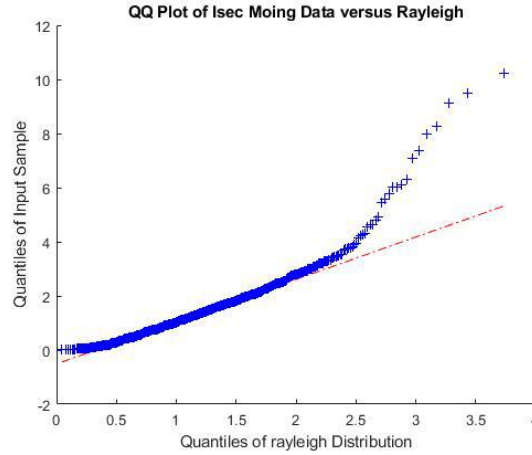 QQ Plot of Isec Moing Data versus Rayleigh
12
10
8
6
4
2
0
-2
Quantiles of Input Sample
0 0.5 1 1.5 2 2.5 3 3.5
Quantiles of rayleigh Distribution